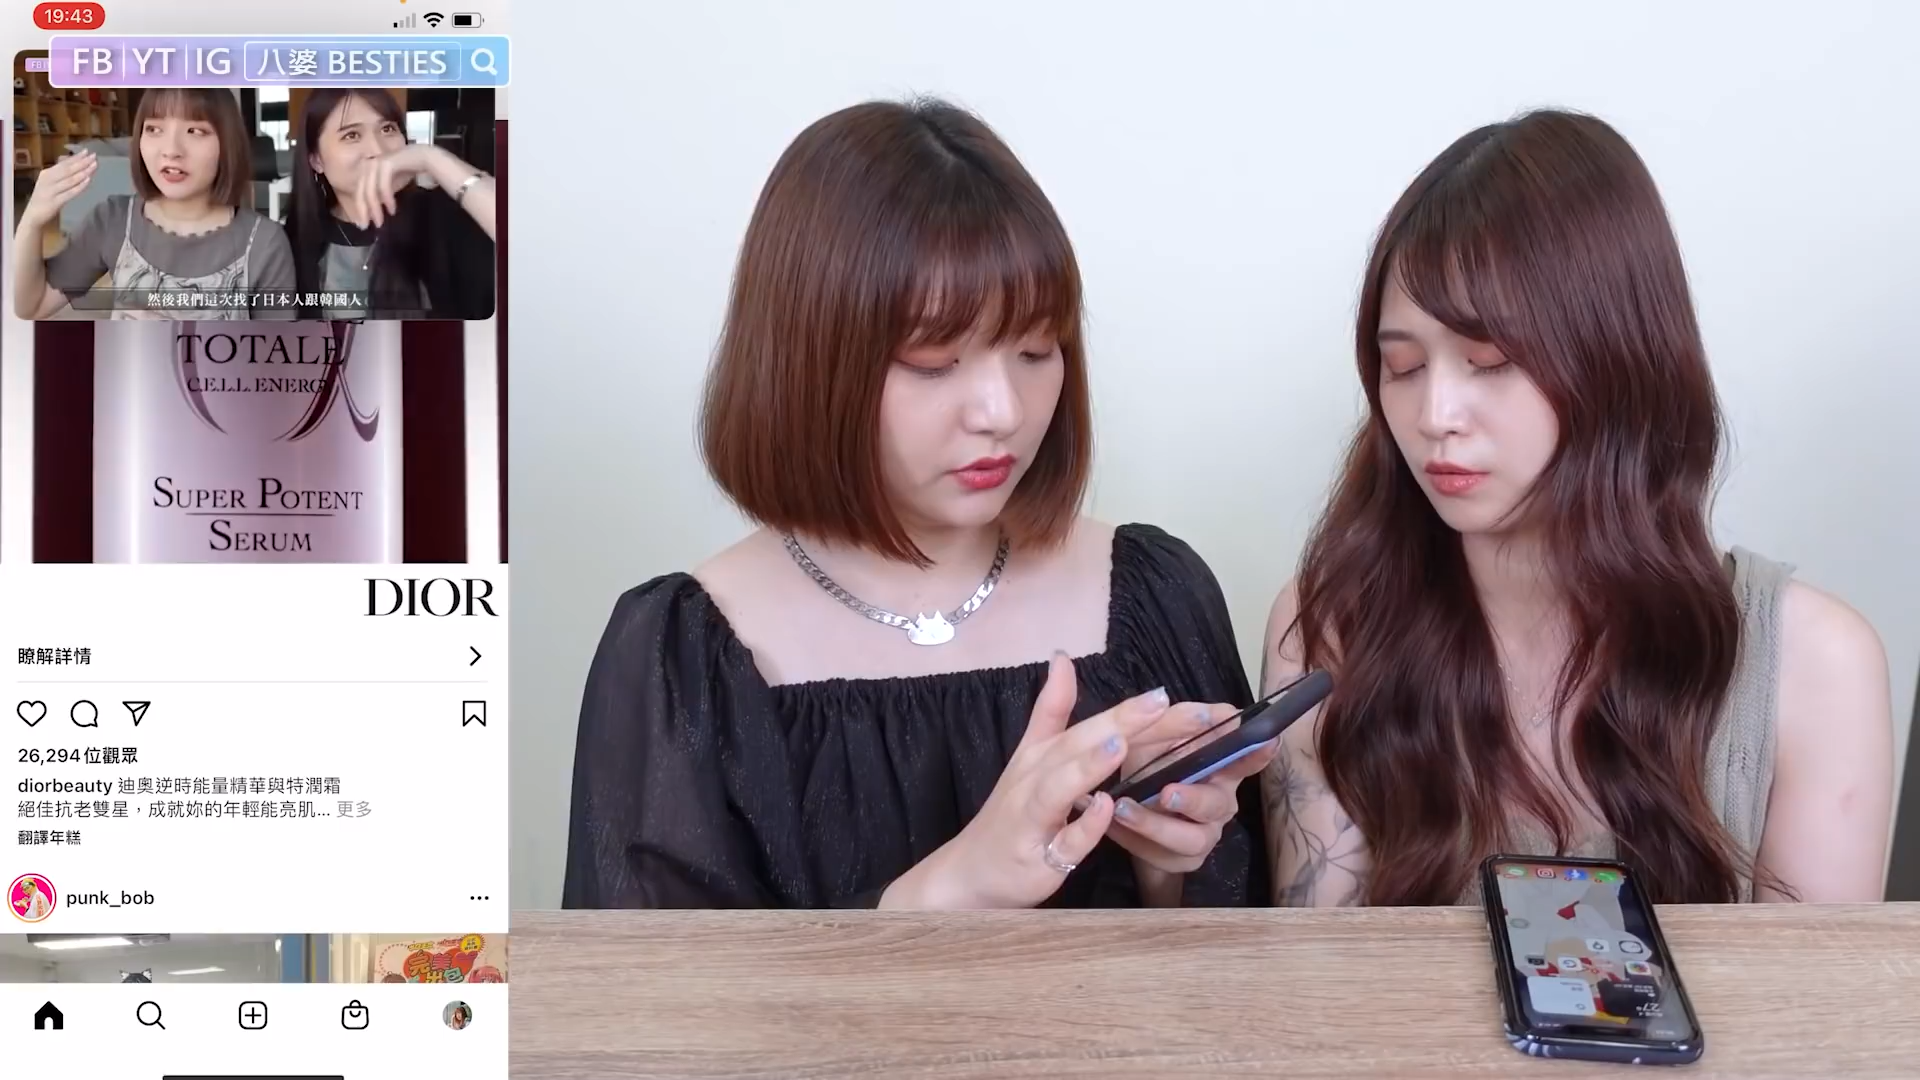 19:43
FB|YT|IG 八婆 BESTIES
然後我們這次找了日本人跟韓國人
TOTALE
C.E.L.L. ENERGY
SUPER POTENT
SERUM
DIOR
瞭解詳情
26,294位觀眾
diorbeauty 迪奧逆時能量精華與特潤霜
絕佳抗老雙星，成就妳的年輕能亮肌... 更多
翻譯年糕
punk_bob